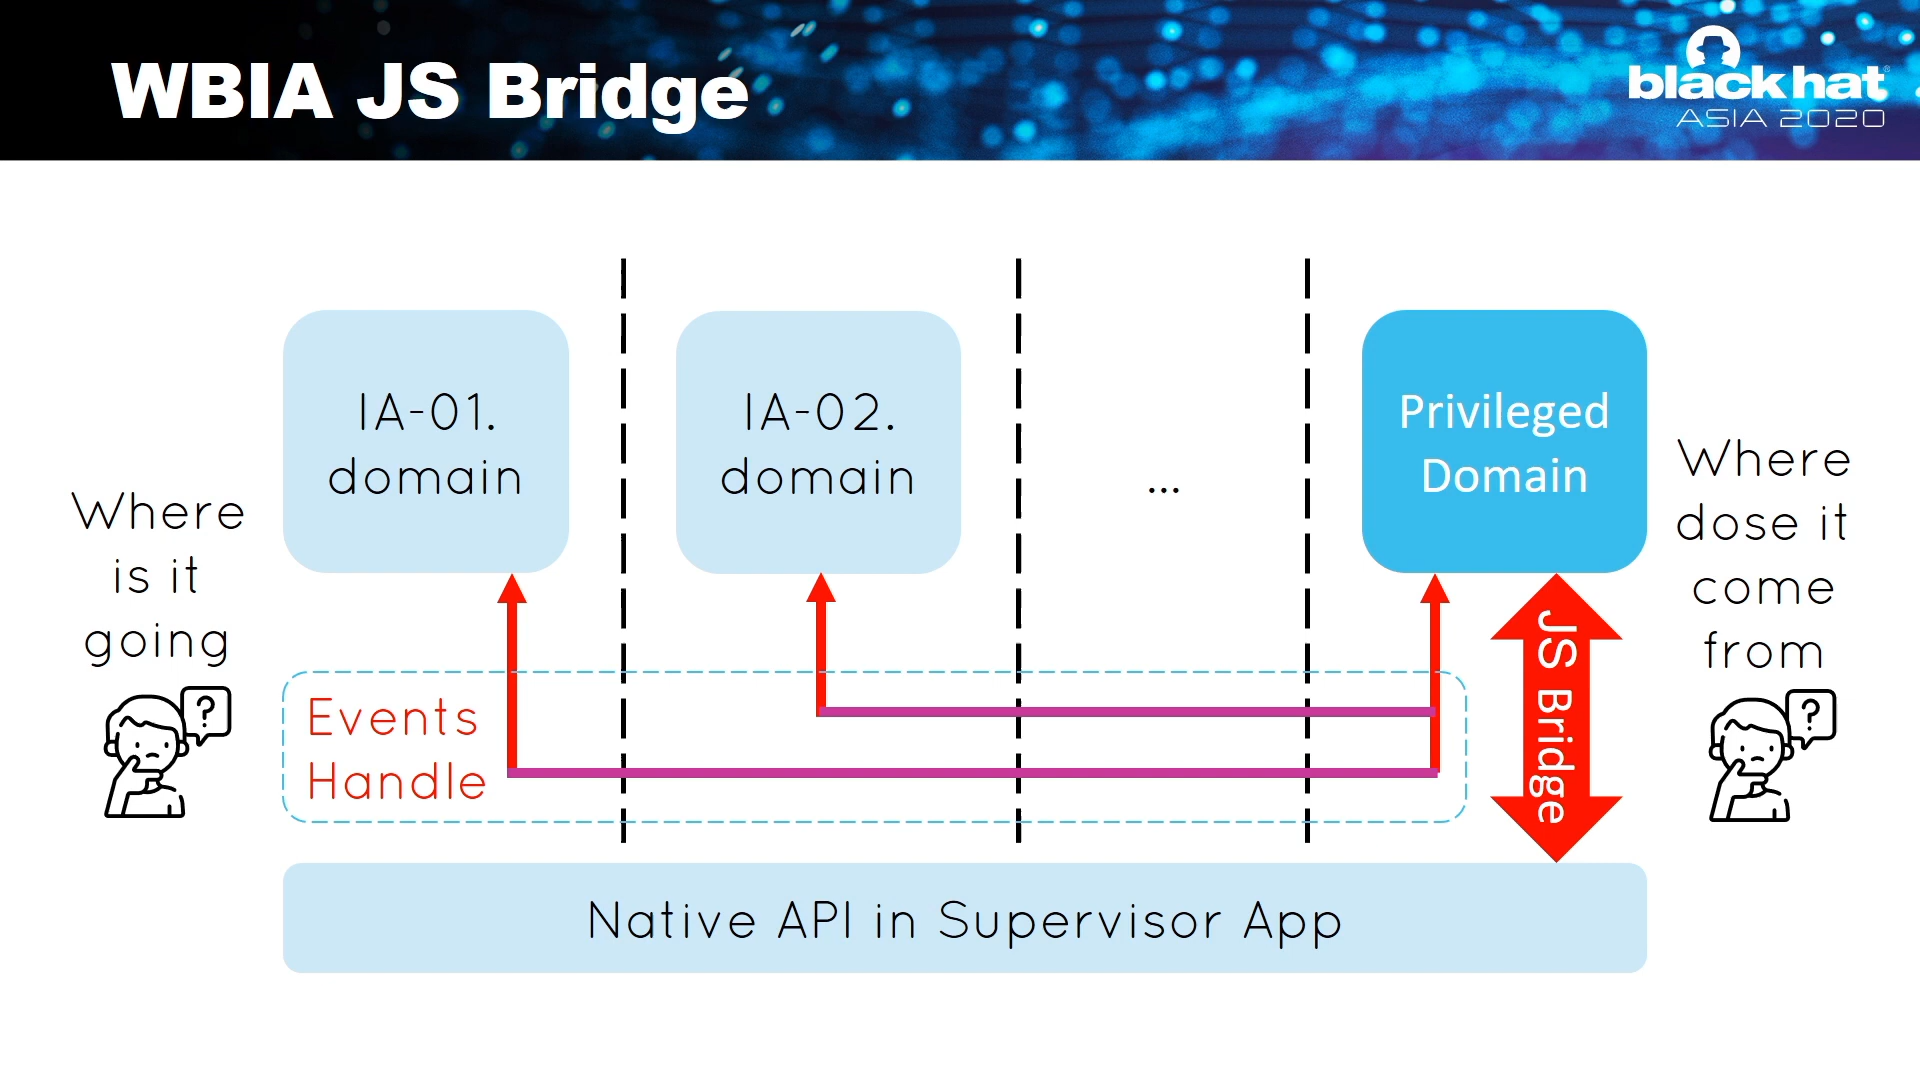 WBIA JS Bridge
black hat
ASIA 2020
IA-01.
domain
IA-02.
domain
...
Privileged
Domain
Where
is it
going
?
Where
dose it
come
from
?
Events
Handle
JS Bridge
Native API in Supervisor App